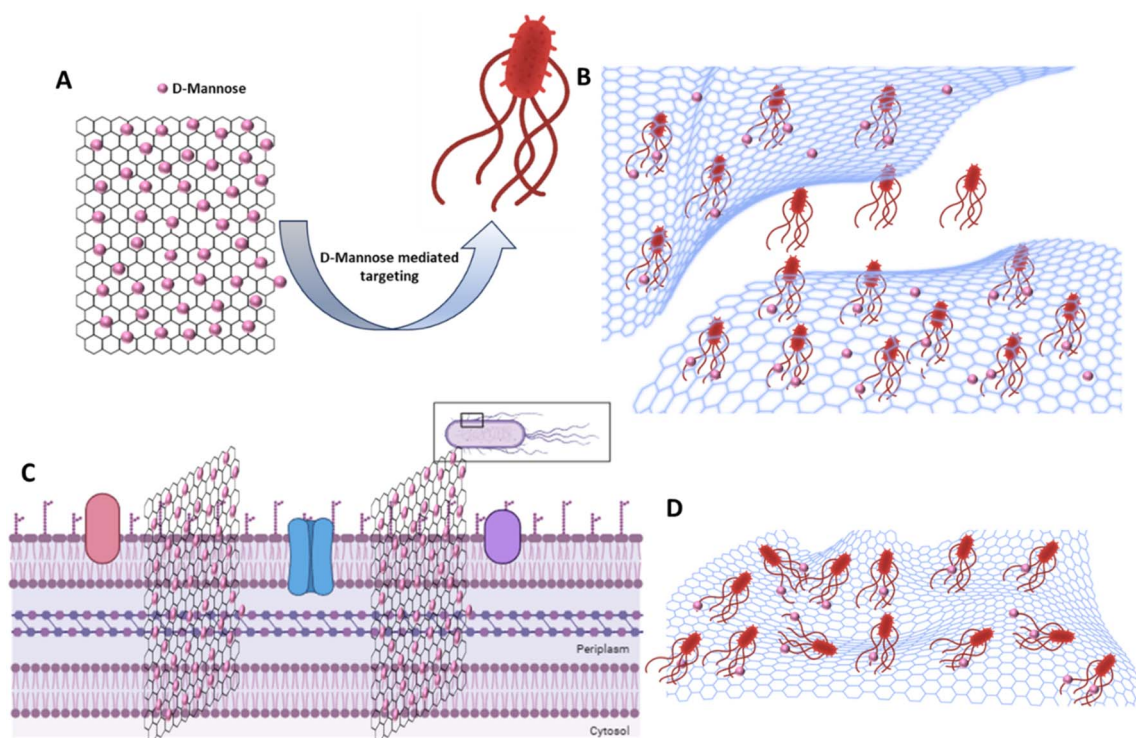 A
D-Mannose
B
D-Mannose mediated
targeting
C
Periplasm
Cytosol
D